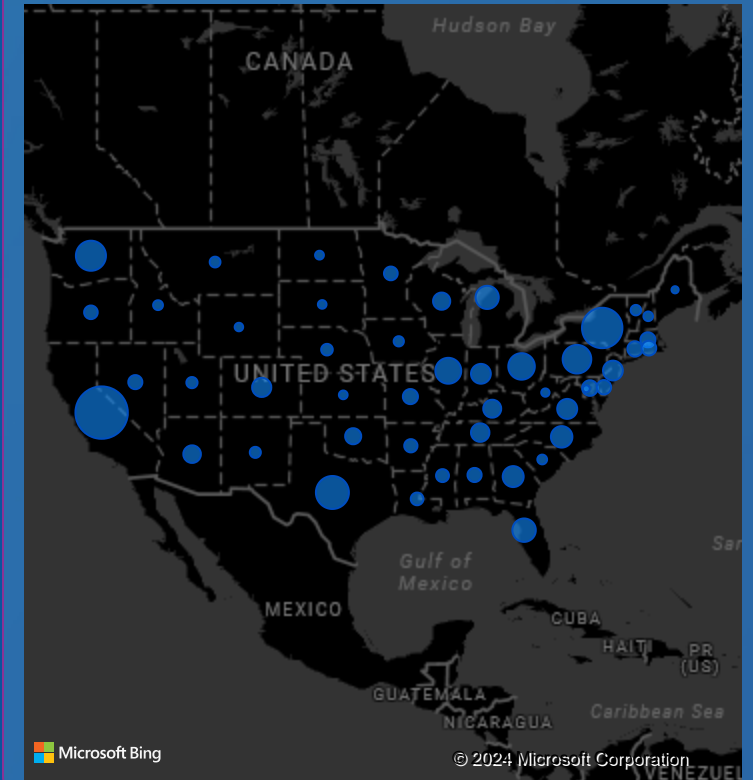 Hudson Bay
CANADA
UNITED STATES
Gulf of
Mexico
MEXICO
CUBA
HAITI
PR
(US)
GUATEMALA
NICARAGUA
Caribbean Sea
Microsoft Bing
© 2024 Microsoft Corporation